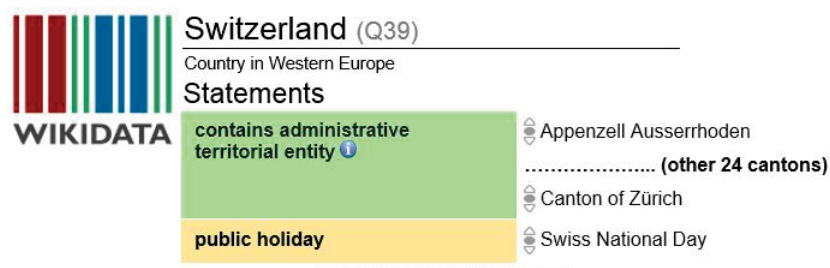 WIKIDATA
Switzerland (Q39)
Country in Western Europe
Statements
contains administrative
territorial entity i
Appenzell Ausserrhoden
...................... (other 24 cantons)
Canton of Zürich
public holiday
Swiss National Day